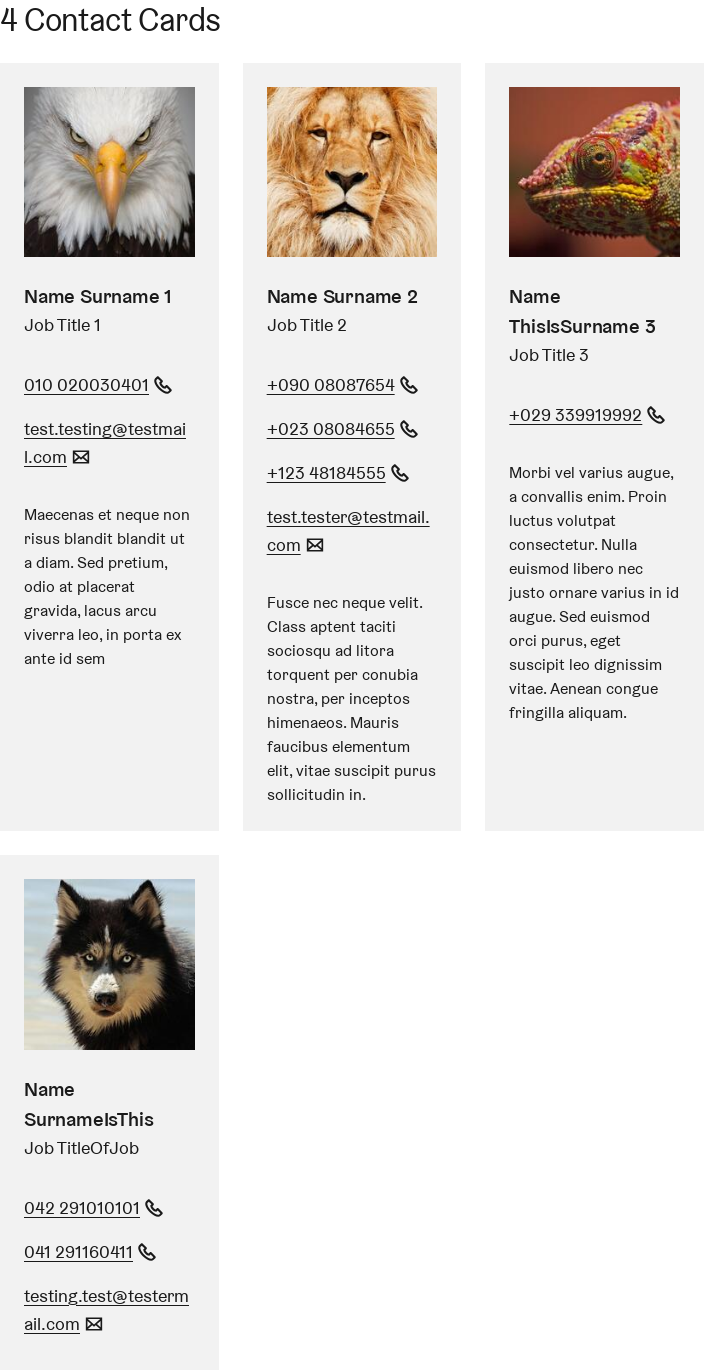 4 Contact Cards
Name Surname 1
Job Title 1
010 020030401
test.testing@testmai
l.com
Maecenas et neque non
risus blandit blandit ut
a diam. Sed pretium,
odio at placerat
gravida, lacus arcu
viverra leo, in porta ex
ante id sem
Name Surname 2
Job Title 2
+090 08087654
+023 08084655
+123 48184555
test.tester@testmail.
com
Fusce nec neque velit.
Class aptent taciti
sociosqu ad litora
torquent per conubia
nostra, per inceptos
himenaeos. Mauris
faucibus elementum
elit, vitae suscipit purus
sollicitudin in.
Name
ThisIsSurname 3
Job Title 3
+029 339919992
Morbi vel varius augue,
a convallis enim. Proin
luctus volutpat
consectetur. Nulla
euismod libero nec
justo ornare varius in id
augue. Sed euismod
orci purus, eget
suscipit leo dignissim
vitae. Aenean congue
fringilla aliquam.
Name
SurnameIsThis
Job TitleOfJob
042 291010101
041 291160411
testing.test@testerm
ail.com